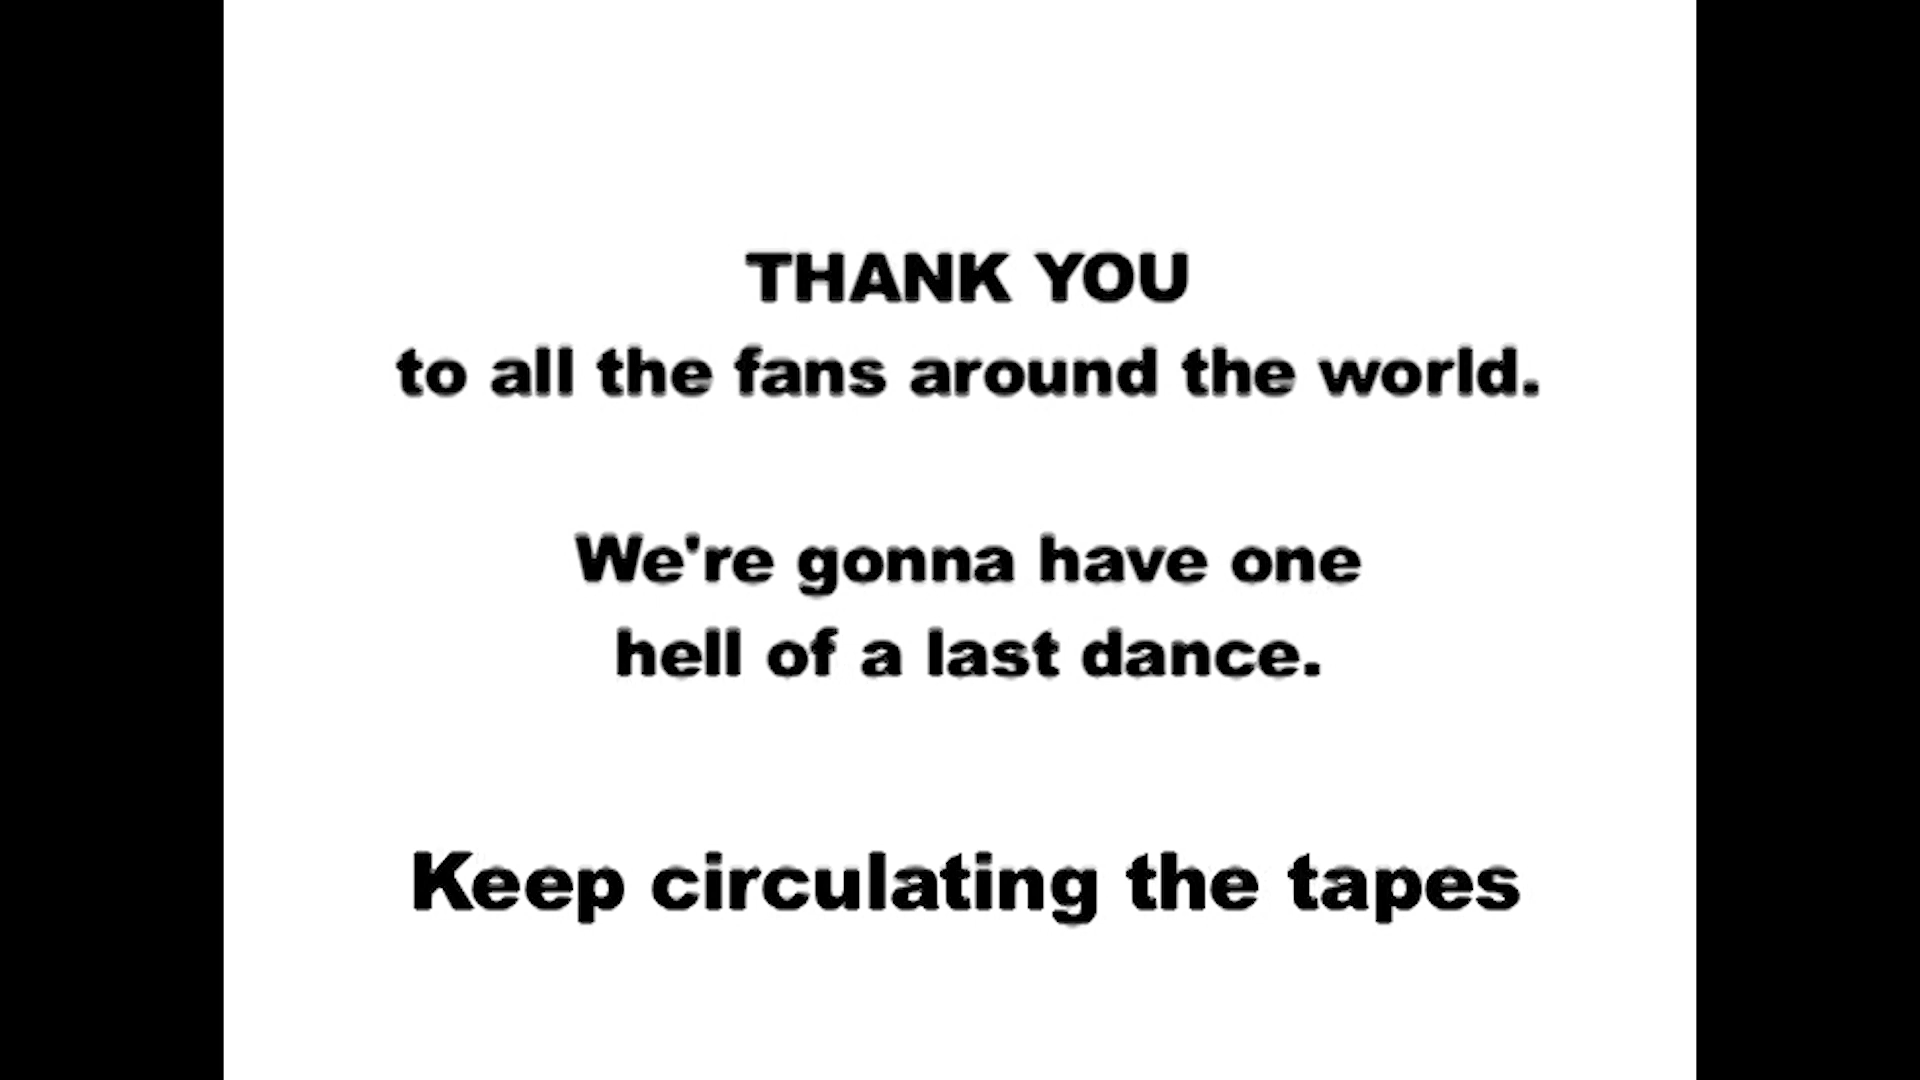 THANK YOU
to all the fans around the world.
We're gonna have one
hell of a last dance.
Keep circulating the tapes